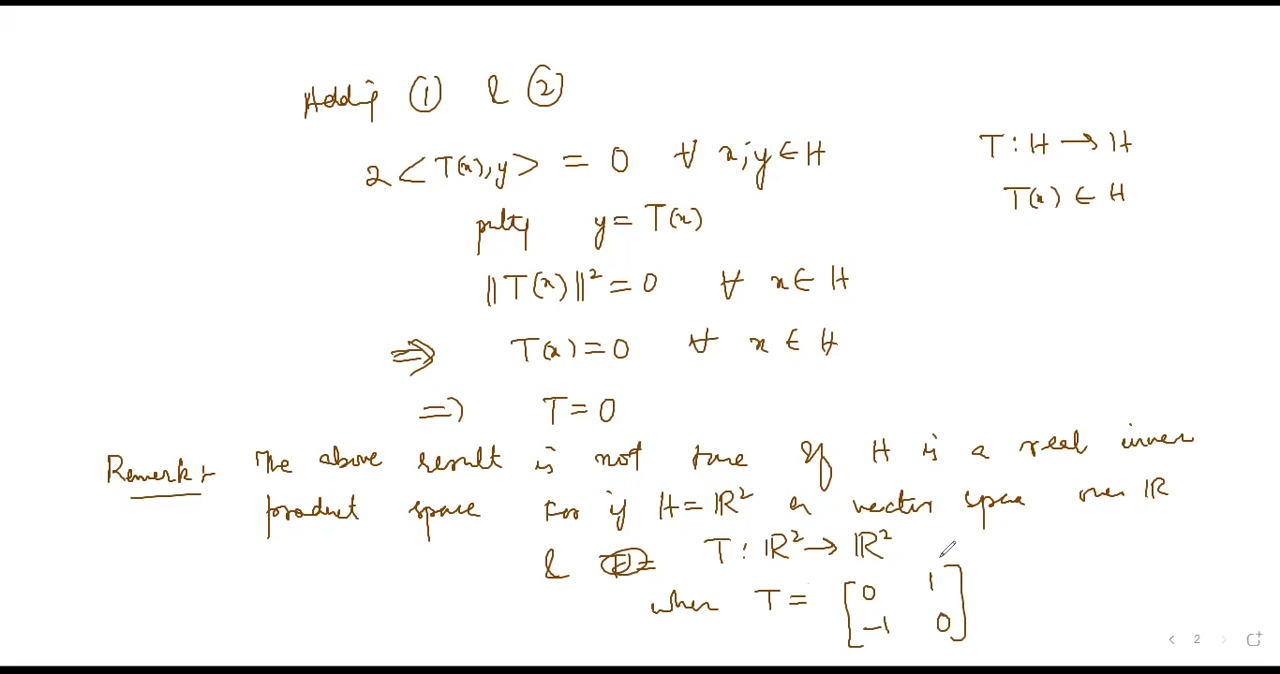 Adding ① & ②
2<T(x), y> = 0 ∀ x, y ∈ H
T : H → H
T(x) ∈ H
put y = T(x)
||T(x)||² = 0 ∀ x ∈ H
⇒ T(x) = 0 ∀ x ∈ H
⇒ T = 0
Remark :- The above result is not true if H is a real inner
product space For if H = ℝ² a vector space over ℝ
& T : ℝ² → ℝ²
when T = [0 1
-1 0]
< 2 >